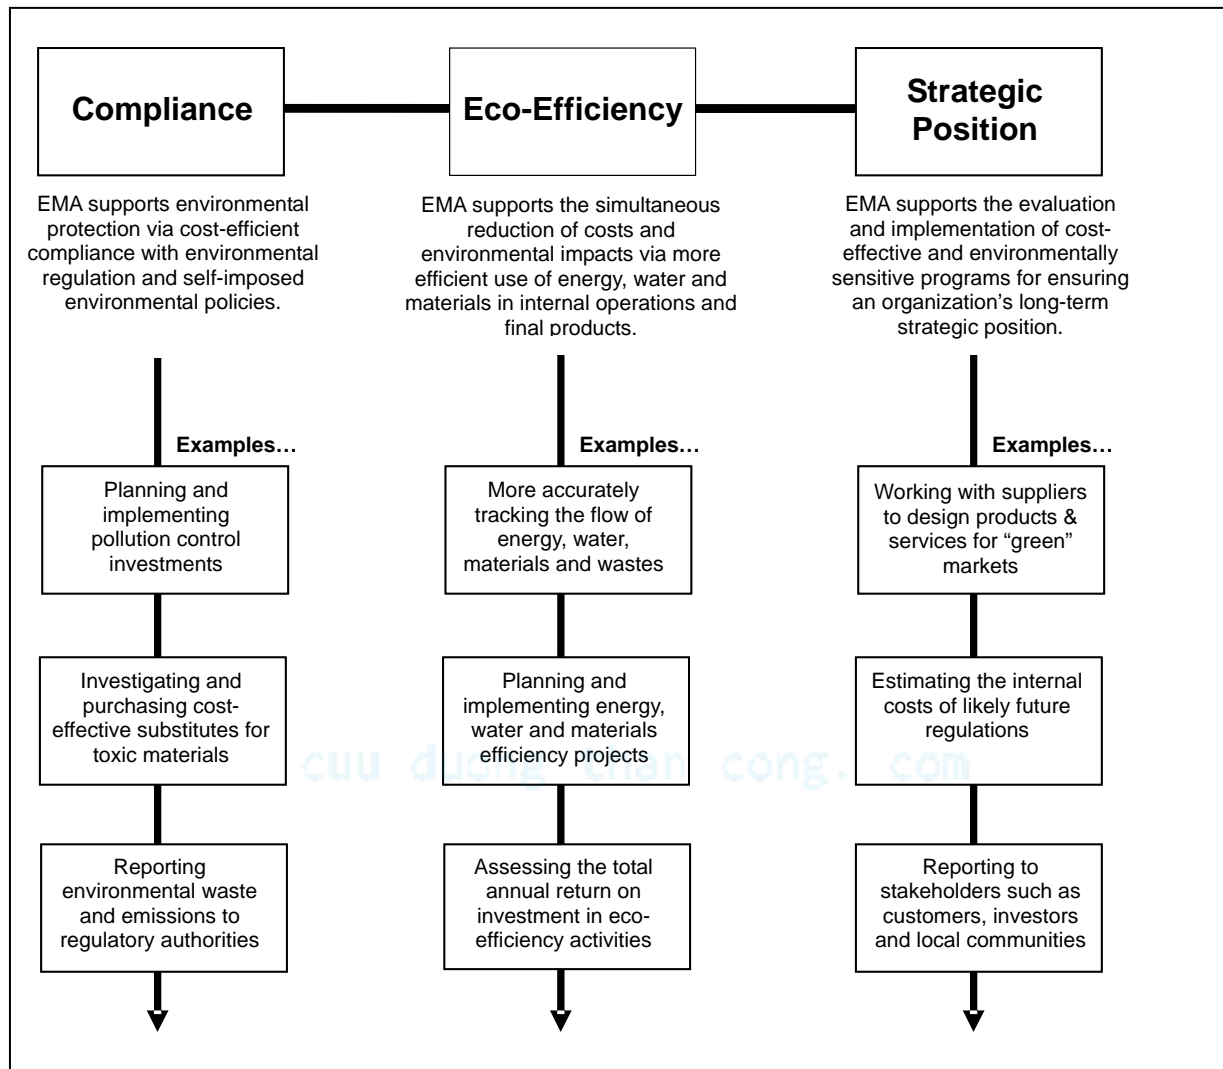 Compliance
Eco-Efficiency
Strategic
Position
EMA supports environmental
protection via cost-efficient
compliance with environmental
regulation and self-imposed
environmental policies.
EMA supports the simultaneous
reduction of costs and
environmental impacts via more
efficient use of energy, water and
materials in internal operations and
final products.
EMA supports the evaluation
and implementation of cost-
effective and environmentally
sensitive programs for ensuring
an organization’s long-term
strategic position.
Examples…
Examples…
Examples…
Planning and
implementing
pollution control
investments
More accurately
tracking the flow of
energy, water,
materials and wastes
Working with suppliers
to design products &
services for “green”
markets
Investigating and
purchasing cost-
effective substitutes for
toxic materials
Planning and
implementing energy,
water and materials
efficiency projects
Estimating the internal
costs of likely future
regulations
cuu duong than cong. com
Reporting
environmental waste
and emissions to
regulatory authorities
Assessing the total
annual return on
investment in eco-
efficiency activities
Reporting to
stakeholders such as
customers, investors
and local communities